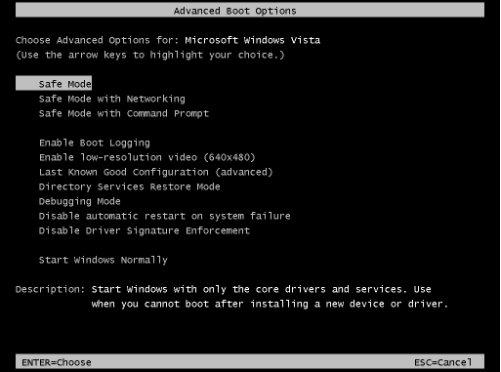 Advanced Boot Options
Choose Advanced Options for: Microsoft Windows Vista
(Use the arrow keys to highlight your choice.)
Safe Mode
Safe Mode with Networking
Safe Mode with Command Prompt
Enable Boot Logging
Enable low-resolution video (640x480)
Last Known Good Configuration (advanced)
Directory Services Restore Mode
Debugging Mode
Disable automatic restart on system failure
Disable Driver Signature Enforcement
Start Windows Normally
Description: Start Windows with only the core drivers and services. Use
when you cannot boot after installing a new device or driver.
ENTER=Choose ESC=Cancel